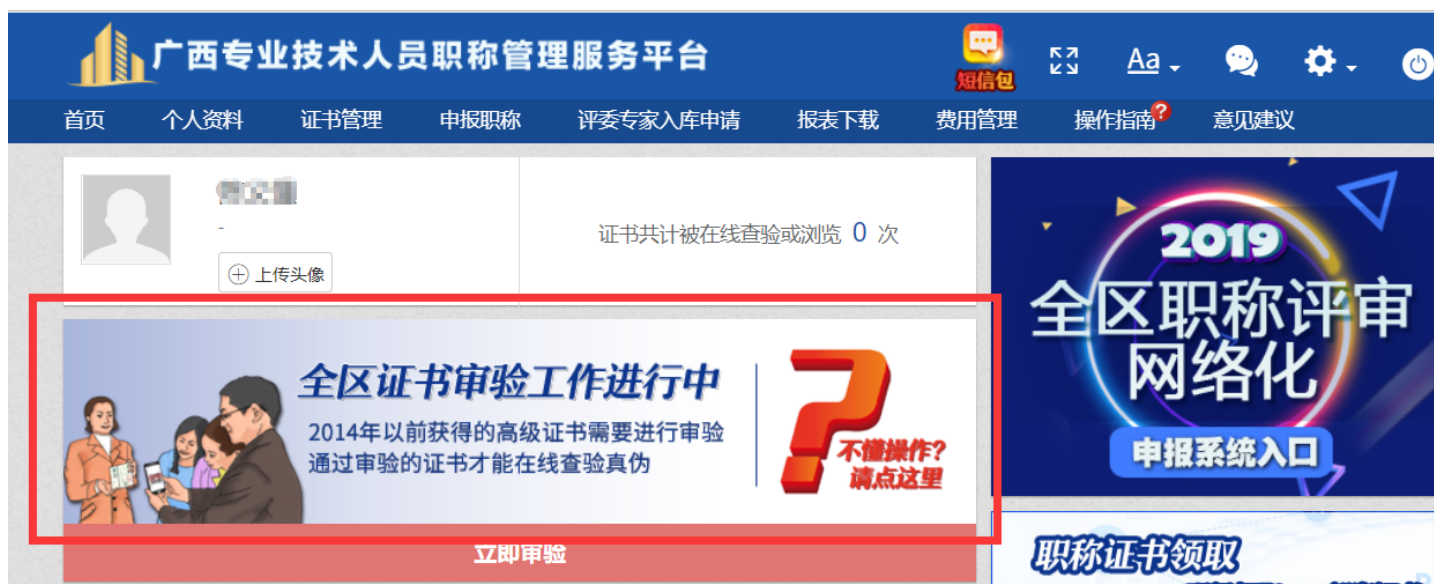 广西专业技术人员职称管理服务平台
短信包
Aa
首页 个人资料 证书管理 申报职称 评委专家入库申请 报表下载 费用管理 操作指南? 意见建议
-
上传头像
证书共计被在线查验或浏览 0 次
2019
全区职称评审
网络化
申报系统入口
全区证书审验工作进行中
2014年以前获得的高级证书需要进行审验
通过审验的证书才能在线查验真伪
?
不懂操作?
请点这里
立即审验
职称证书领取